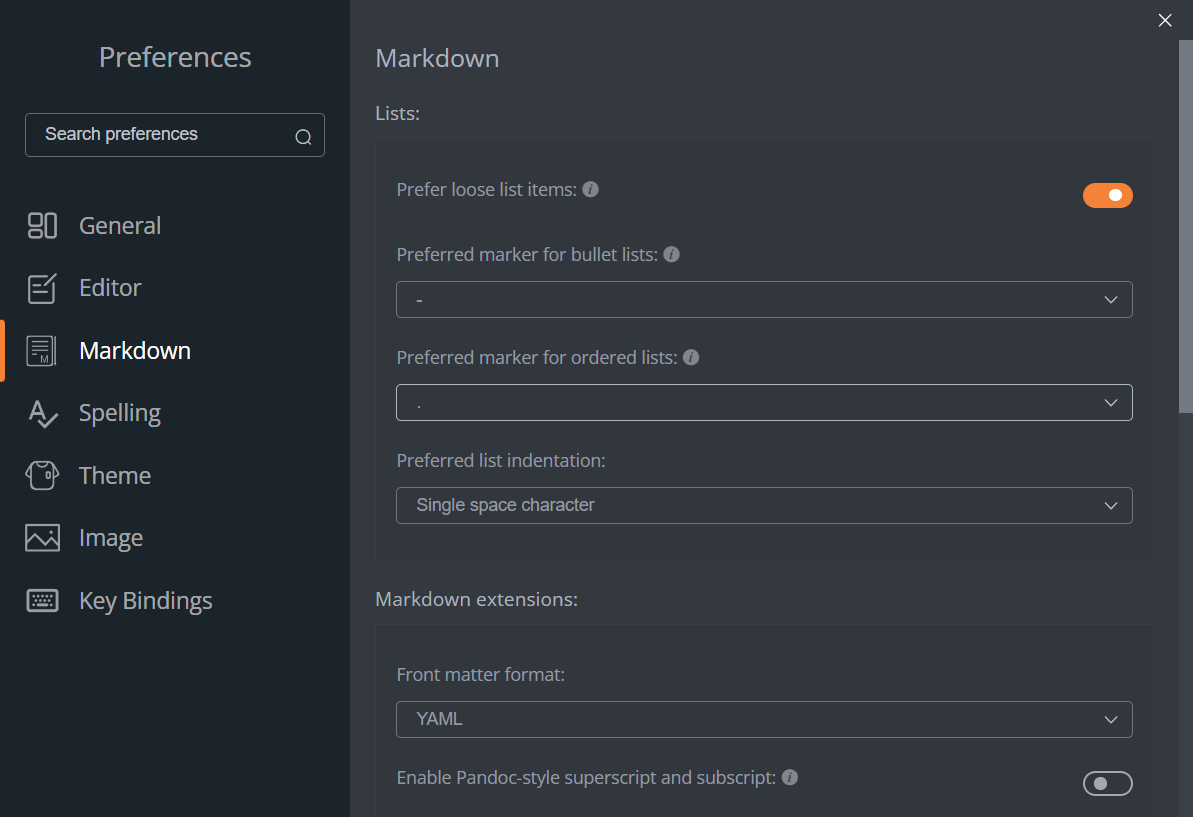 Preferences
Search preferences
General
Editor
Markdown
Spelling
Theme
Image
Key Bindings
Markdown
Lists:
Prefer loose list items:
Preferred marker for bullet lists:
-
Preferred marker for ordered lists:
.
Preferred list indentation:
Single space character
Markdown extensions:
Front matter format:
YAML
Enable Pandoc-style superscript and subscript: